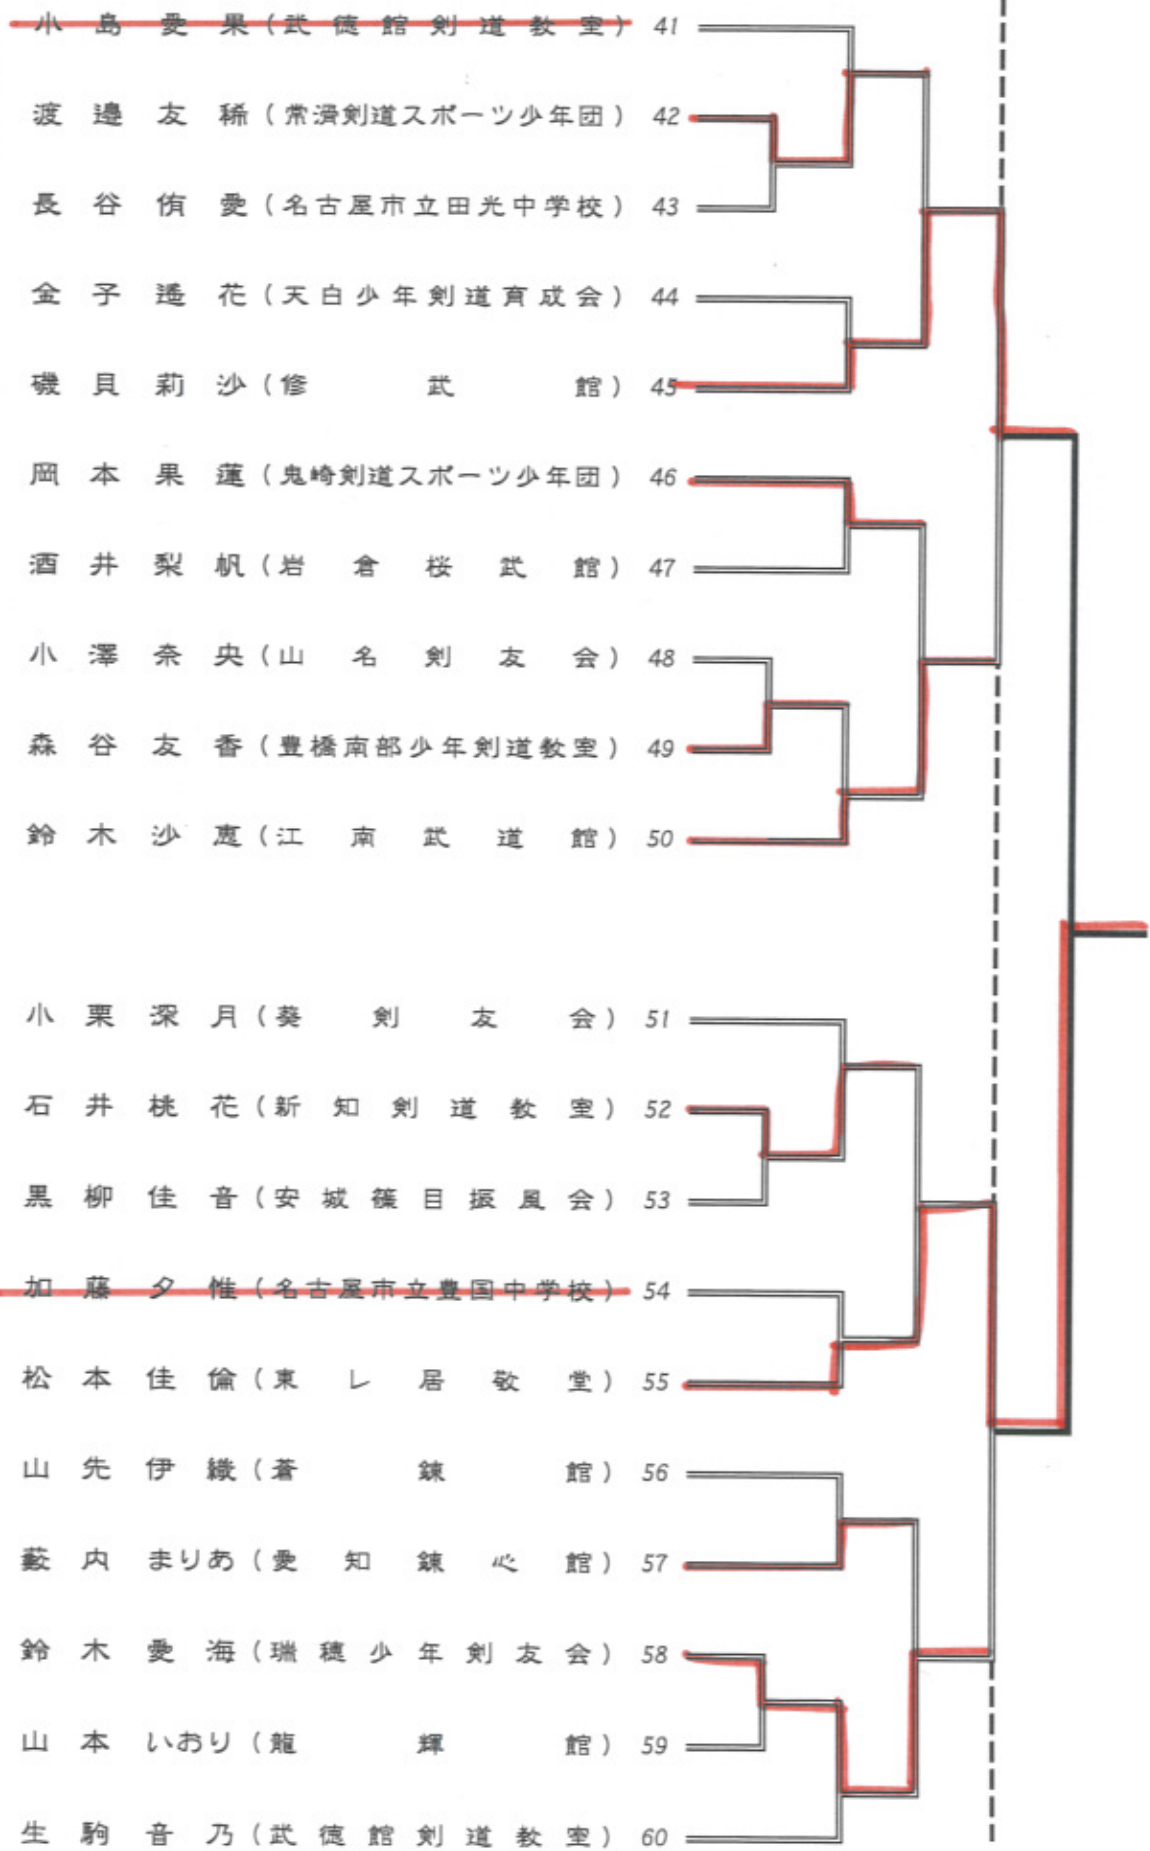 小島愛果(武徳館剣道教室) 41
渡邉友稀(常滑剣道スポーツ少年団) 42
長谷侑愛(名古屋市立田光中学校) 43
金子遙花(天白少年剣道育成会) 44
磯貝莉沙(修武館) 45
岡本果蓮(鬼崎剣道スポーツ少年団) 46
酒井梨帆(岩倉桜武館) 47
小澤奈央(山名剣友会) 48
森谷友香(豊橋南部少年剣道教室) 49
鈴木沙恵(江南武道館) 50
小栗深月(葵剣友会) 51
石井桃花(新知剣道教室) 52
黒柳佳音(安城篠目振風会) 53
加藤夕惟(名古屋市立豊国中学校) 54
松本佳倫(東レ居敬堂) 55
山先伊織(蒼錬館) 56
藪内まりあ(愛知錬心館) 57
鈴木愛海(瑞穂少年剣友会) 58
山本いおり(龍輝館) 59
生駒音乃(武徳館剣道教室) 60